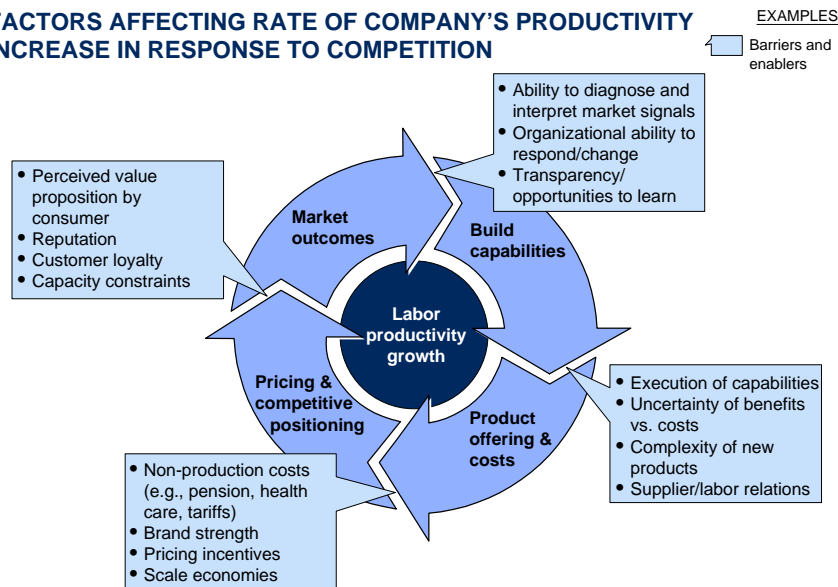 FACTORS AFFECTING RATE OF COMPANY'S PRODUCTIVITY
INCREASE IN RESPONSE TO COMPETITION
EXAMPLES
Barriers and
enablers
• Ability to diagnose and
interpret market signals
• Organizational ability to
respond/change
• Transparency/
opportunities to learn
• Perceived value
proposition by
consumer
• Reputation
• Customer loyalty
• Capacity constraints
Market
outcomes
Build
capabilities
Labor
productivity
growth
Pricing &
competitive
positioning
Product
offering &
costs
• Execution of capabilities
• Uncertainty of benefits
vs. costs
• Complexity of new
products
• Supplier/labor relations
• Non-production costs
(e.g., pension, health
care, tariffs)
• Brand strength
• Pricing incentives
• Scale economies